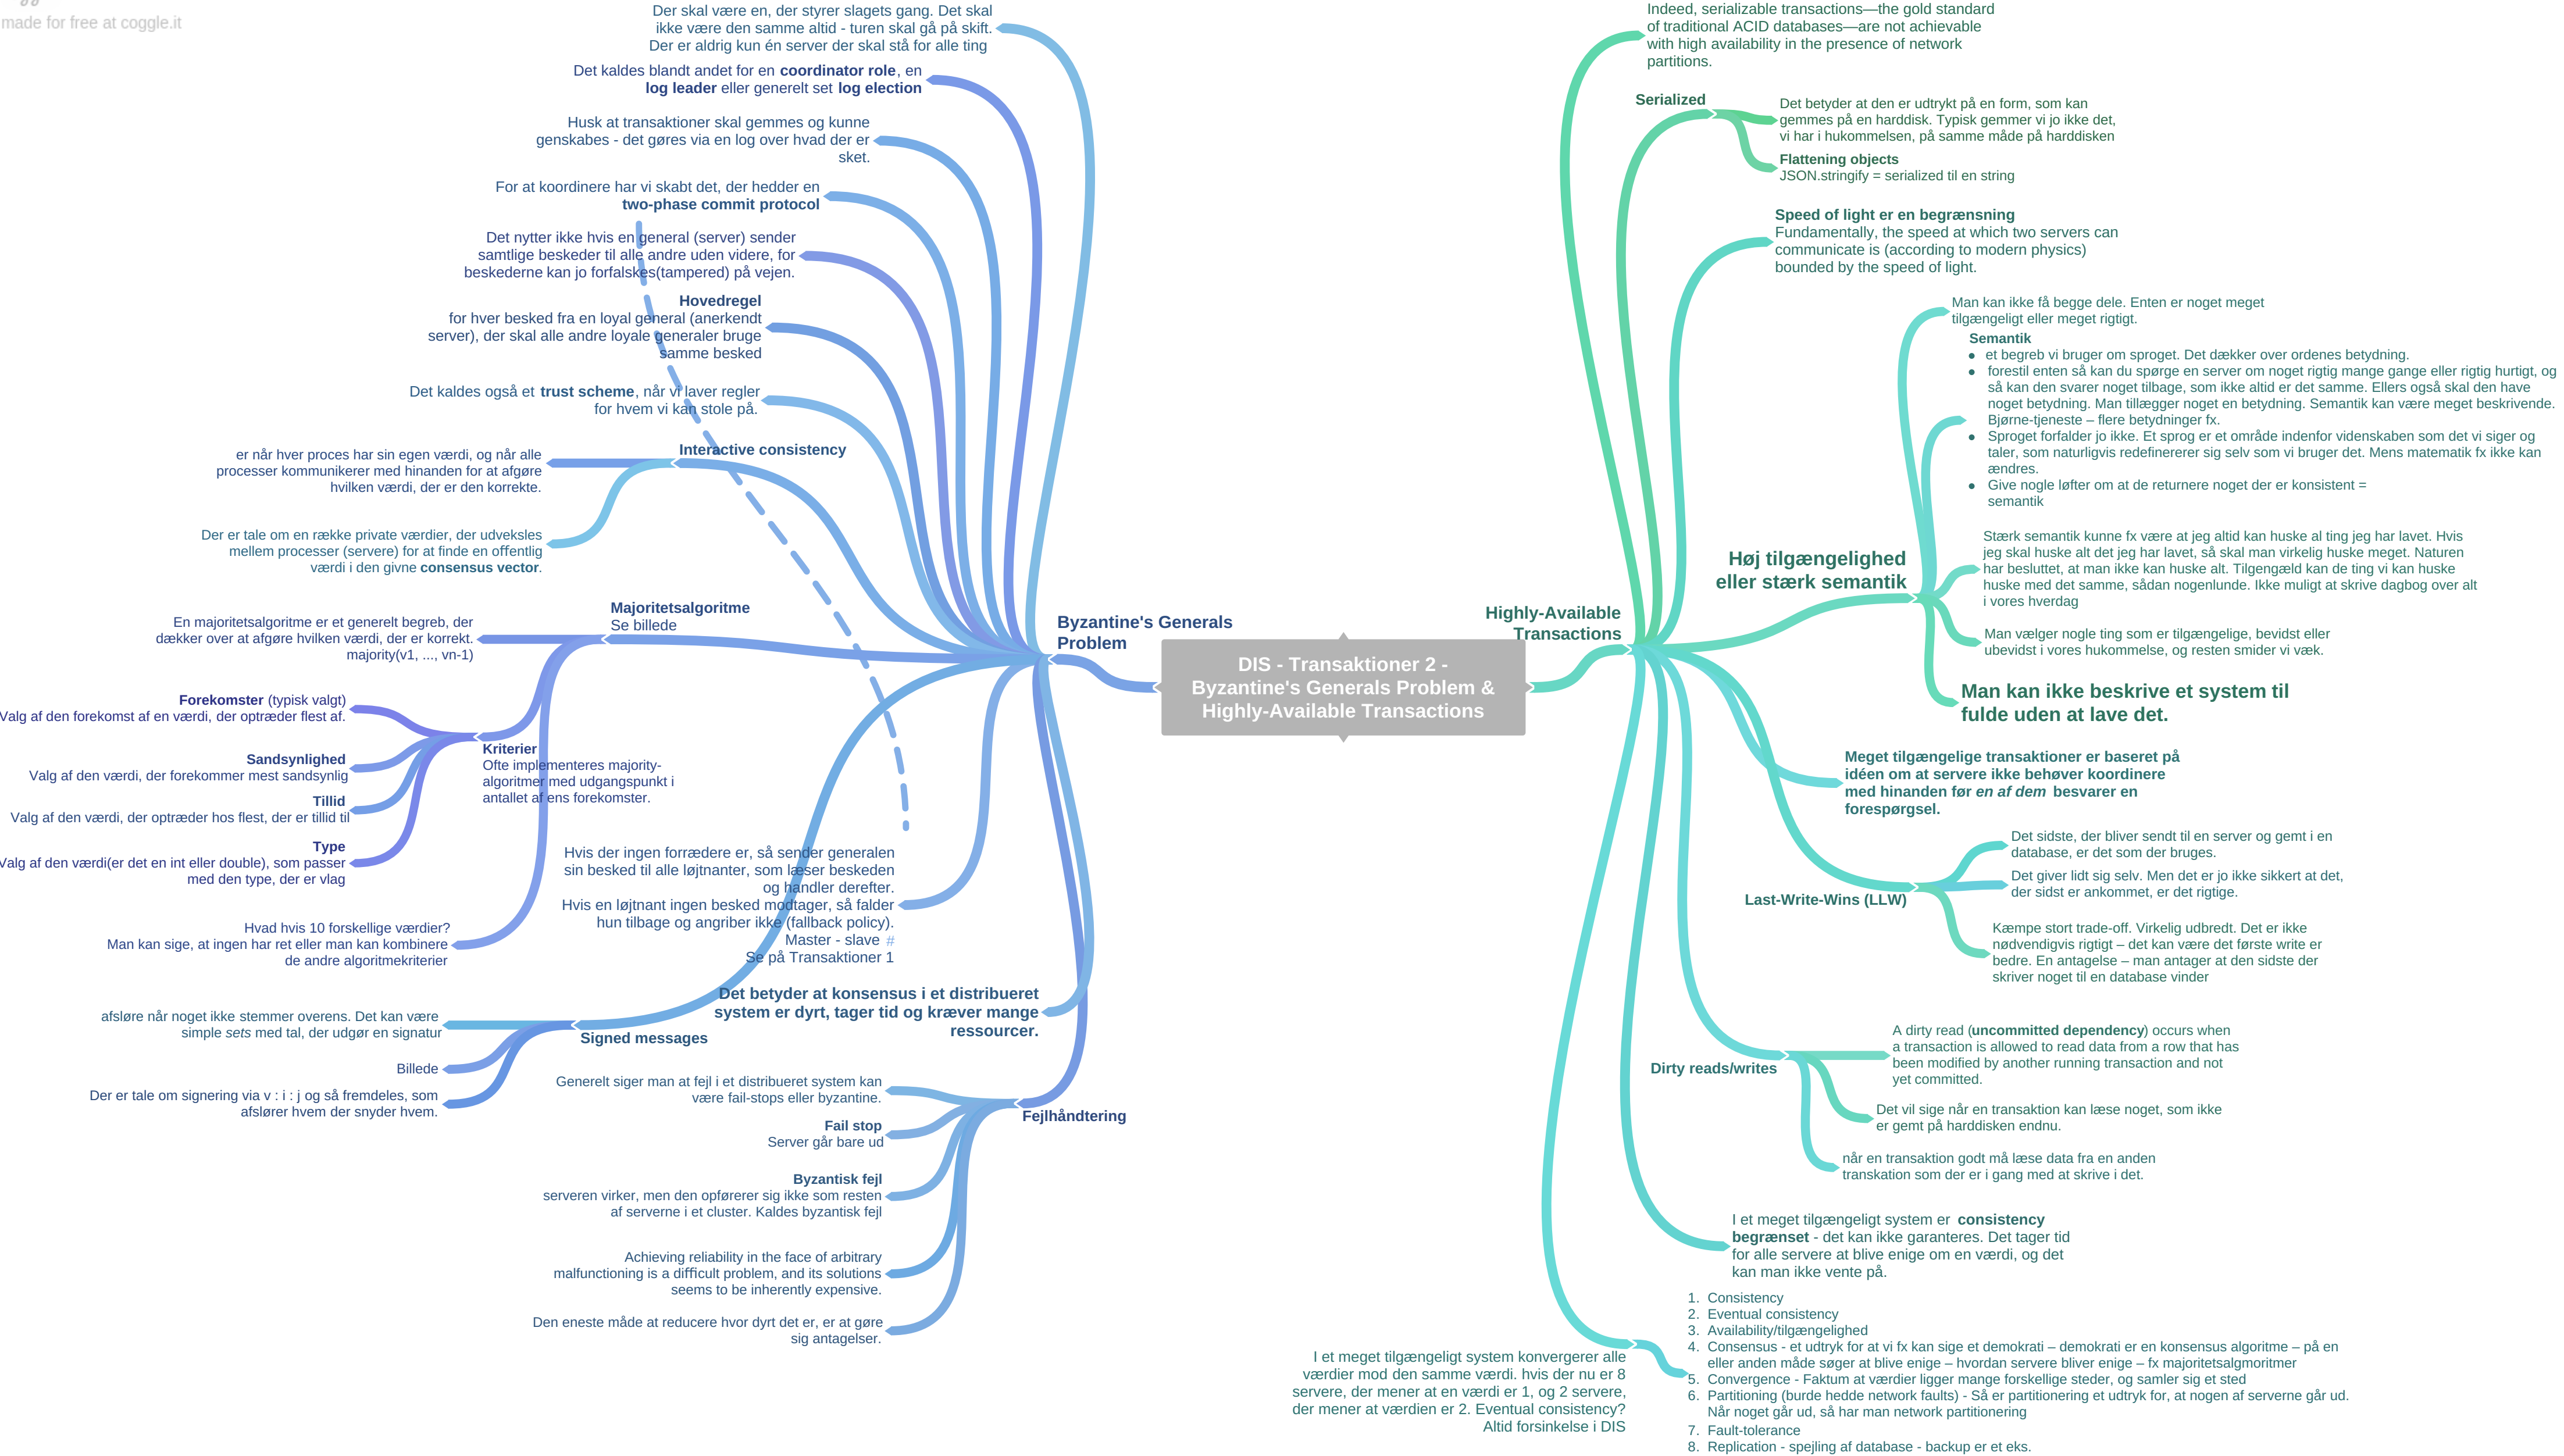 made for free at coggle.it
DIS - Transaktioner 2 -
Byzantine's Generals Problem &
Highly-Available Transactions
Byzantine's Generals
Problem
Der skal være en, der styrer slagets gang. Det skal
ikke være den samme altid - turen skal gå på skift.
Der er aldrig kun én server der skal stå for alle ting
Det kaldes blandt andet for en coordinator role, en
log leader eller generelt set log election
Husk at transaktioner skal gemmes og kunne
genskabes - det gøres via en log over hvad der er
sket.
For at koordinere har vi skabt det, der hedder en
two-phase commit protocol
Det nytter ikke hvis en general (server) sender
samtlige beskeder til alle andre uden videre, for
beskederne kan jo forfalskes(tampered) på vejen.
Hovedregel
for hver besked fra en loyal general (anerkendt
server), der skal alle andre loyale generaler bruge
samme besked
Det kaldes også et trust scheme, når vi laver regler
for hvem vi kan stole på.
Interactive consistency
er når hver proces har sin egen værdi, og når alle
processer kommunikerer med hinanden for at afgøre
hvilken værdi, der er den korrekte.
Der er tale om en række private værdier, der udveksles
mellem processer (servere) for at finde en offentlig
værdi i den givne consensus vector.
Majoritetsalgoritme
Se billede
En majoritetsalgoritme er et generelt begreb, der
dækker over at afgøre hvilken værdi, der er korrekt.
majority(v1, ..., vn-1)
Kriterier
Ofte implementeres majority-
algoritmer med udgangspunkt i
antallet af ens forekomster.
Forekomster (typisk valgt)
Valg af den forekomst af en værdi, der optræder flest af.
Sandsynlighed
Valg af den værdi, der forekommer mest sandsynlig
Tillid
Valg af den værdi, der optræder hos flest, der er tillid til
Type
Valg af den værdi(er det en int eller double), som passer
med den type, der er vlag
Hvad hvis 10 forskellige værdier?
Man kan sige, at ingen har ret eller man kan kombinere
de andre algoritmekriterier
Hvis der ingen forrædere er, så sender generalen
sin besked til alle løjtnanter, som læser beskeden
og handler derefter.
Hvis en løjtnant ingen besked modtager, så falder
hun tilbage og angriber ikke (fallback policy).
Master - slave #
Se på Transaktioner 1
Det betyder at konsensus i et distribueret
system er dyrt, tager tid og kræver mange
ressourcer.
Signed messages
afsløre når noget ikke stemmer overens. Det kan være
simple sets med tal, der udgør en signatur
Billede
Der er tale om signering via v : i : j og så fremdeles, som
afslører hvem der snyder hvem.
Fejlhåndtering
Generelt siger man at fejl i et distribueret system kan
være fail-stops eller byzantine.
Fail stop
Server går bare ud
Byzantisk fejl
serveren virker, men den opførerer sig ikke som resten
af serverne i et cluster. Kaldes byzantisk fejl
Achieving reliability in the face of arbitrary
malfunctioning is a difficult problem, and its solutions
seems to be inherently expensive.
Den eneste måde at reducere hvor dyrt det er, er at gøre
sig antagelser.
Highly-Available
Transactions
Indeed, serializable transactions—the gold standard
of traditional ACID databases—are not achievable
with high availability in the presence of network
partitions.
Serialized
Det betyder at den er udtrykt på en form, som kan
gemmes på en harddisk. Typisk gemmer vi jo ikke det,
vi har i hukommelsen, på samme måde på harddisken
Flattening objects
JSON.stringify = serialized til en string
Speed of light er en begrænsning
Fundamentally, the speed at which two servers can
communicate is (according to modern physics)
bounded by the speed of light.
Høj tilgængelighed
eller stærk semantik
Man kan ikke få begge dele. Enten er noget meget
tilgængeligt eller meget rigtigt.
Semantik
● et begreb vi bruger om sproget. Det dækker over ordenes betydning.
● forestil enten så kan du spørge en server om noget rigtig mange gange eller rigtig hurtigt, og
så kan den svarer noget tilbage, som ikke altid er det samme. Ellers også skal den have
noget betydning. Man tillægger noget en betydning. Semantik kan være meget beskrivende.
Bjørne-tjeneste – flere betydninger fx.
● Sproget forfalder jo ikke. Et sprog er et område indenfor videnskaben som det vi siger og
taler, som naturligvis redefinererer sig selv som vi bruger det. Mens matematik fx ikke kan
ændres.
● Give nogle løfter om at de returnere noget der er konsistent =
semantik
Stærk semantik kunne fx være at jeg altid kan huske al ting jeg har lavet. Hvis
jeg skal huske alt det jeg har lavet, så skal man virkelig huske meget. Naturen
har besluttet, at man ikke kan huske alt. Tilgengæld kan de ting vi kan huske
huske med det samme, sådan nogenlunde. Ikke muligt at skrive dagbog over alt
i vores hverdag
Man vælger nogle ting som er tilgængelige, bevidst eller
ubevidst i vores hukommelse, og resten smider vi væk.
Man kan ikke beskrive et system til
fulde uden at lave det.
Meget tilgængelige transaktioner er baseret på
idéen om at servere ikke behøver koordinere
med hinanden før en af dem besvarer en
forespørgsel.
Last-Write-Wins (LLW)
Det sidste, der bliver sendt til en server og gemt i en
database, er det som der bruges.
Det giver lidt sig selv. Men det er jo ikke sikkert at det,
der sidst er ankommet, er det rigtige.
Kæmpe stort trade-off. Virkelig udbredt. Det er ikke
nødvendigvis rigtigt – det kan være det første write er
bedre. En antagelse – man antager at den sidste der
skriver noget til en database vinder
Dirty reads/writes
A dirty read (uncommitted dependency) occurs when
a transaction is allowed to read data from a row that has
been modified by another running transaction and not
yet committed.
Det vil sige når en transaktion kan læse noget, som ikke
er gemt på harddisken endnu.
når en transaktion godt må læse data fra en anden
transkation som der er i gang med at skrive i det.
I et meget tilgængeligt system er consistency
begrænset - det kan ikke garanteres. Det tager tid
for alle servere at blive enige om en værdi, og det
kan man ikke vente på.
I et meget tilgængeligt system konvergerer alle
værdier mod den samme værdi. hvis der nu er 8
servere, der mener at en værdi er 1, og 2 servere,
der mener at værdien er 2. Eventual consistency?
Altid forsinkelse i DIS
1. Consistency
2. Eventual consistency
3. Availability/tilgængelighed
4. Consensus - et udtryk for at vi fx kan sige et demokrati – demokrati er en konsensus algoritme – på en
eller anden måde søger at blive enige – hvordan servere bliver enige – fx majoritetsalgmoritmer
5. Convergence - Faktum at værdier ligger mange forskellige steder, og samler sig et sted
6. Partitioning (burde hedde network faults) - Så er partitionering et udtryk for, at nogen af serverne går ud.
Når noget går ud, så har man network partitionering
7. Fault-tolerance
8. Replication - spejling af database - backup er et eks.